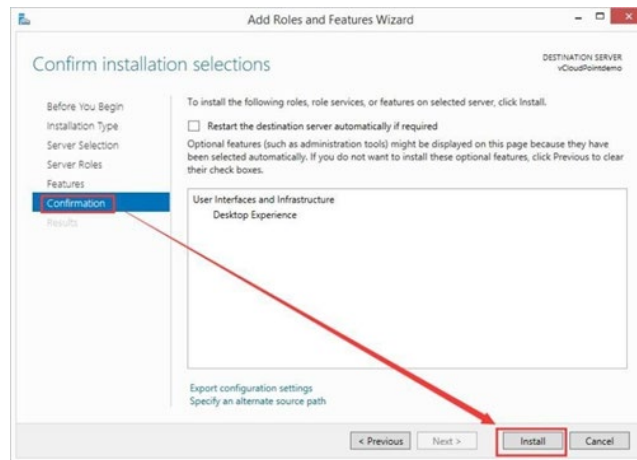 Add Roles and Features Wizard
Confirm installation selections
DESTINATION SERVER
vCloudPointdemo
Before You Begin
Installation Type
Server Selection
Server Roles
Features
Confirmation
Results
To install the following roles, role services, or features on selected server, click Install.
Restart the destination server automatically if required
Optional features (such as administration tools) might be displayed on this page because they have
been selected automatically. If you do not want to install these optional features, click Previous to clear
their check boxes.
User Interfaces and Infrastructure
Desktop Experience
Export configuration settings
Specify an alternate source path
< Previous
Next >
Install
Cancel